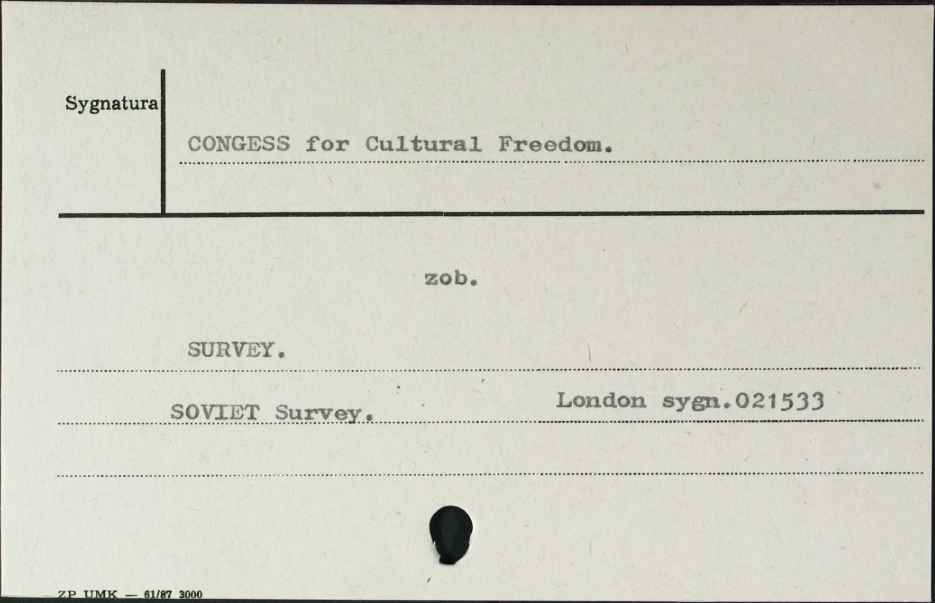 Sygnatura
CONGESS for Cultural Freedom.
zob.
SURVEY.
SOVIET Survey. London sygn.021533
ZP UMK — 61/87 3000